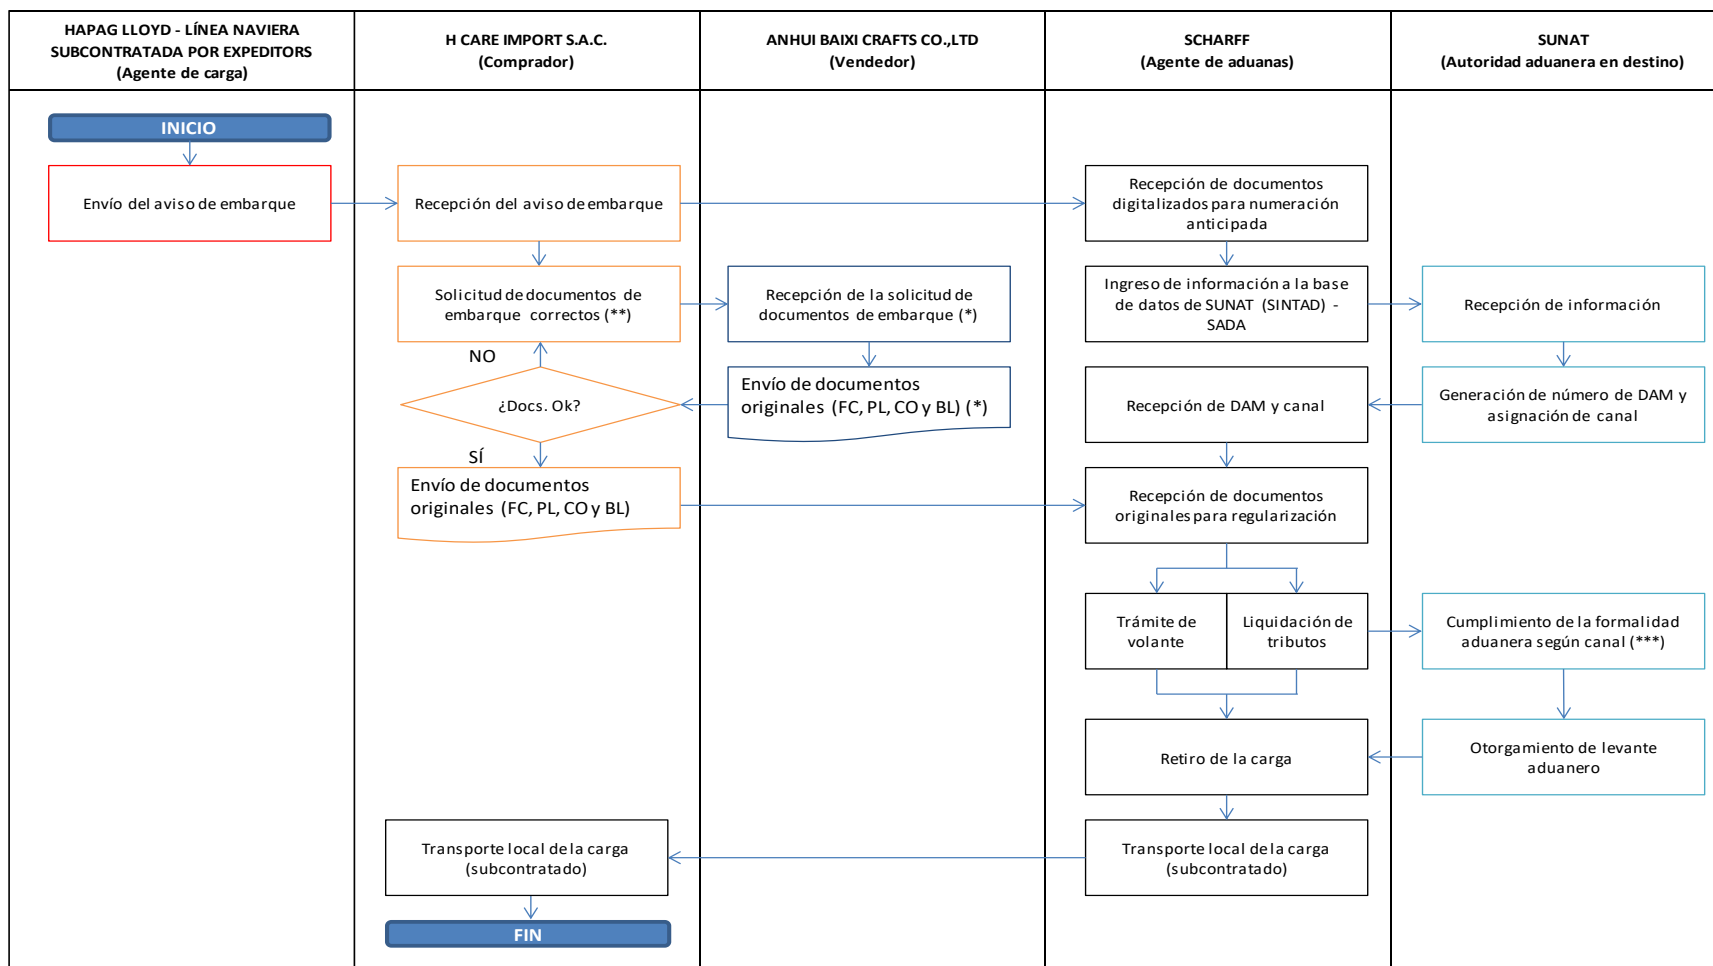 HAPAG LLOYD - LÍNEA NAVIERA
SUBCONTRATADA POR EXPEDITORS
(Agente de carga)
H CARE IMPORT S.A.C.
(Comprador)
ANHUI BAIXI CRAFTS CO.,LTD
(Vendedor)
SCHARFF
(Agente de aduanas)
SUNAT
(Autoridad aduanera en destino)
INICIO
Envío del aviso de embarque
Recepción del aviso de embarque
Recepción de documentos
digitalizados para numeración
anticipada
Solicitud de documentos de
embarque correctos (**)
Recepción de la solicitud de
documentos de embarque (*)
Ingreso de información a la base
de datos de SUNAT (SINTAD) -
SADA
Recepción de información
NO
¿Docs. Ok?
Envío de documentos
originales (FC, PL, CO y BL) (*)
Recepción de DAM y canal
Generación de número de DAM y
asignación de canal
SÍ
Envío de documentos
originales (FC, PL, CO y BL)
Recepción de documentos
originales para regularización
Trámite de
volante
Liquidación de
tributos
Cumplimiento de la formalidad
aduanera según canal (***)
Retiro de la carga
Otorgamiento de levante
aduanero
Transporte local de la carga
(subcontratado)
Transporte local de la carga
(subcontratado)
FIN